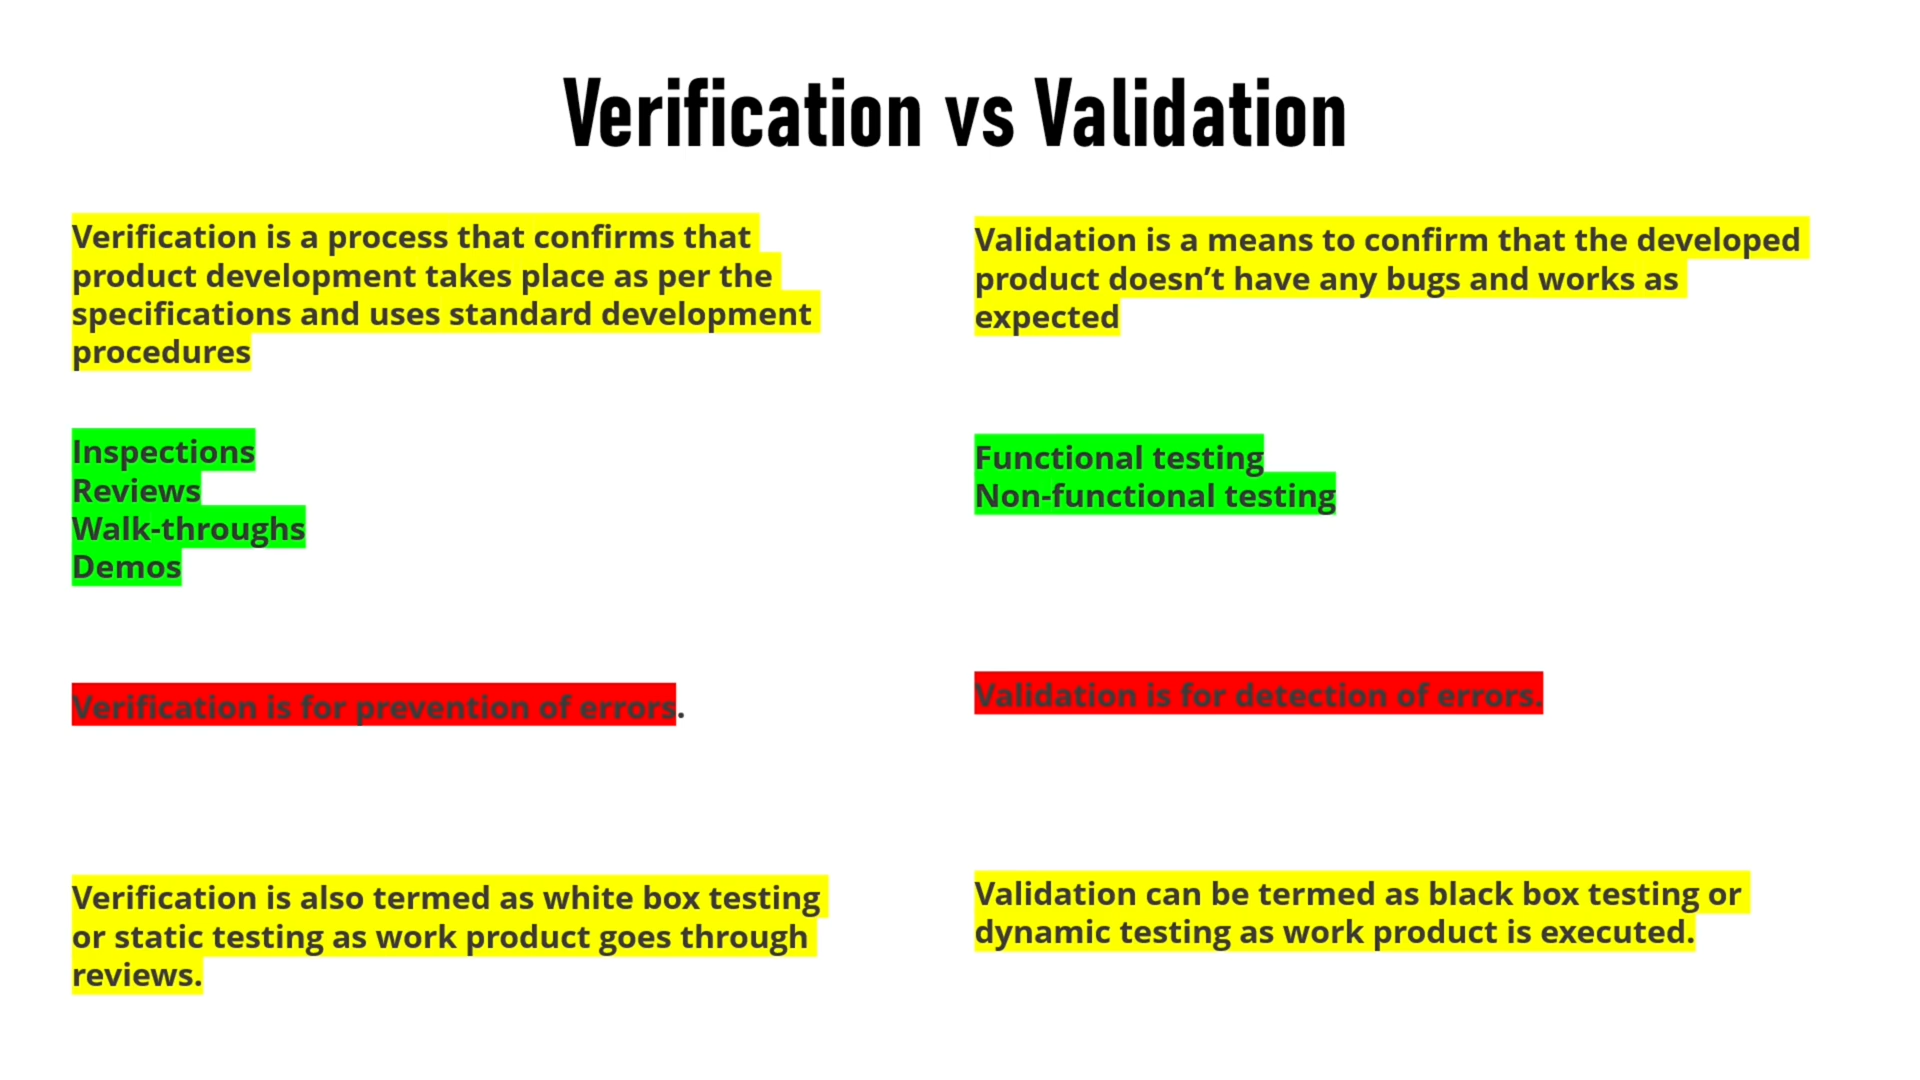 Verification vs Validation
Verification is a process that confirms that
product development takes place as per the
specifications and uses standard development
procedures
Validation is a means to confirm that the developed
product doesn’t have any bugs and works as
expected
Inspections
Reviews
Walk-throughs
Demos
Functional testing
Non-functional testing
Verification is for prevention of errors.
Validation is for detection of errors.
Verification is also termed as white box testing
or static testing as work product goes through
reviews.
Validation can be termed as black box testing or
dynamic testing as work product is executed.